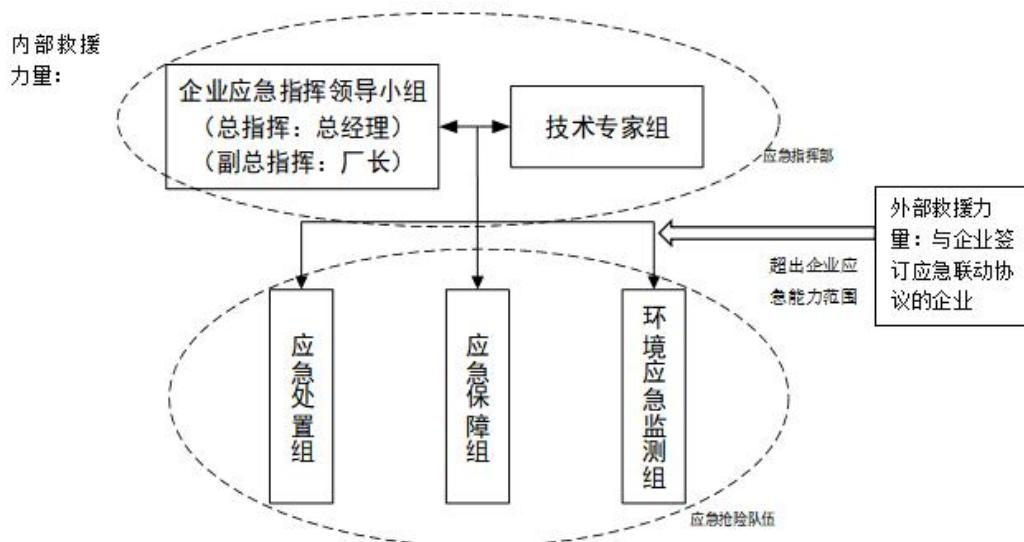 内部救援
力量：
企业应急指挥领导小组
（总指挥：总经理）
（副总指挥：厂长）
技术专家组
应急指挥部
外部救援力
量：与企业签
订应急联动协
议的企业
超出企业应
急能力范围
应急处置组
应急保障组
环境应急监测组
应急抢险队伍